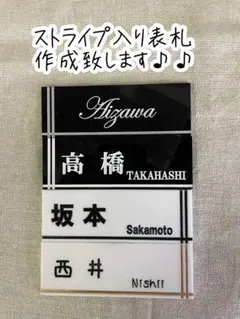 ストライプ入り表札
作成致します♪♪
Aizawa
高橋 TAKAHASHI
坂本 Sakamoto
西井 Nishii